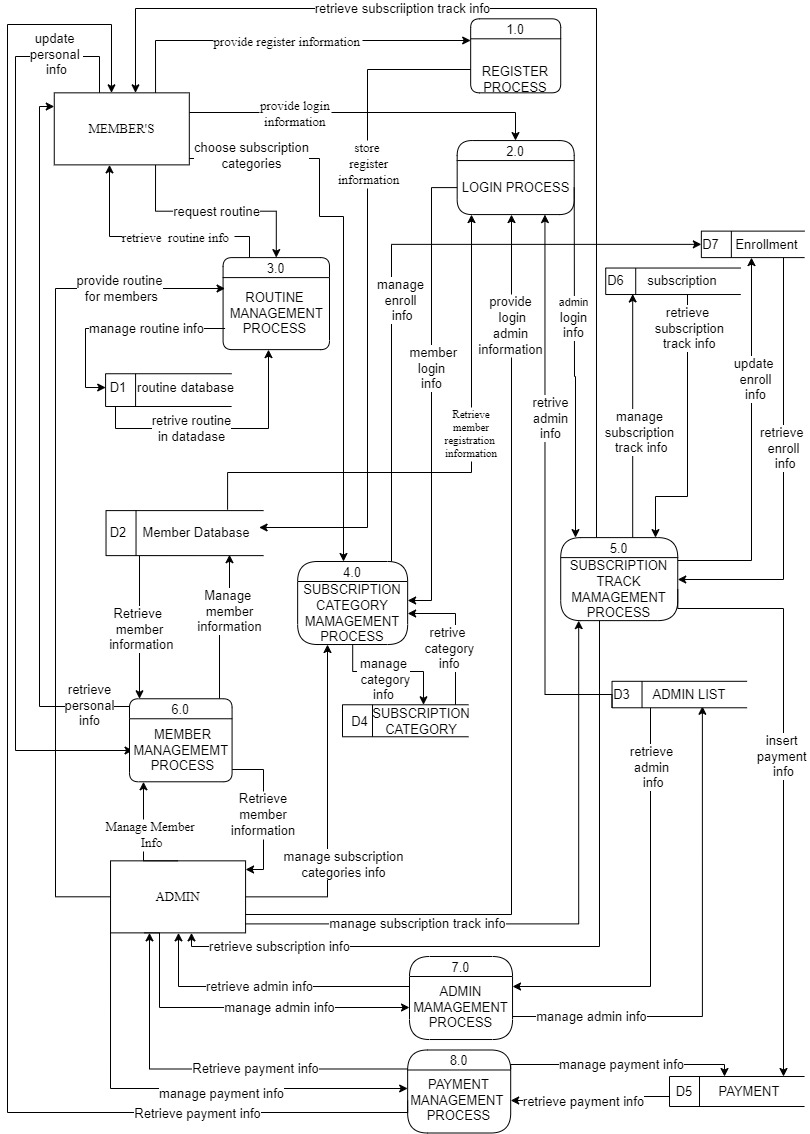 retrieve subscriiption track info
update
personal
info
provide register information
1.0
REGISTER
PROCESS
MEMBER'S
provide login
information
choose subscription
categories
store
register
information
2.0
LOGIN PROCESS
request routine
retrieve routine info
D7
Enrollment
3.0
ROUTINE
MANAGEMENT
PROCESS
provide routine
for members
manage routine info
manage
enroll
info
provide
login
admin
information
admin
login
info
D6
subscription
retrieve
subscription
track info
member
login
info
D1
routine database
retrive routine
in datadase
Retrieve
member
registration
information
retrive
admin
info
manage
subscription
track info
update
enroll
info
retrieve
enroll
info
D2
Member Database
4.0
SUBSCRIPTION
CATEGORY
MAMAGEMENT
PROCESS
5.0
SUBSCRIPTION
TRACK
MAMAGEMENT
PROCESS
Retrieve
member
information
Manage
member
information
retrive
category
info
manage
category
info
D4
SUBSCRIPTION
CATEGORY
D3
ADMIN LIST
retrieve
personal
info
6.0
MEMBER
MANAGEMEMT
PROCESS
retrieve
admin
info
insert
payment
info
Retrieve
member
information
Manage Member
Info
manage subscription
categories info
ADMIN
manage subscription track info
retrieve subscription info
7.0
ADMIN
MAMAGEMENT
PROCESS
retrieve admin info
manage admin info
manage admin info
8.0
PAYMENT
MANAGEMENT
PROCESS
Retrieve payment info
manage payment info
Retrieve payment info
manage payment info
retrieve payment info
D5
PAYMENT